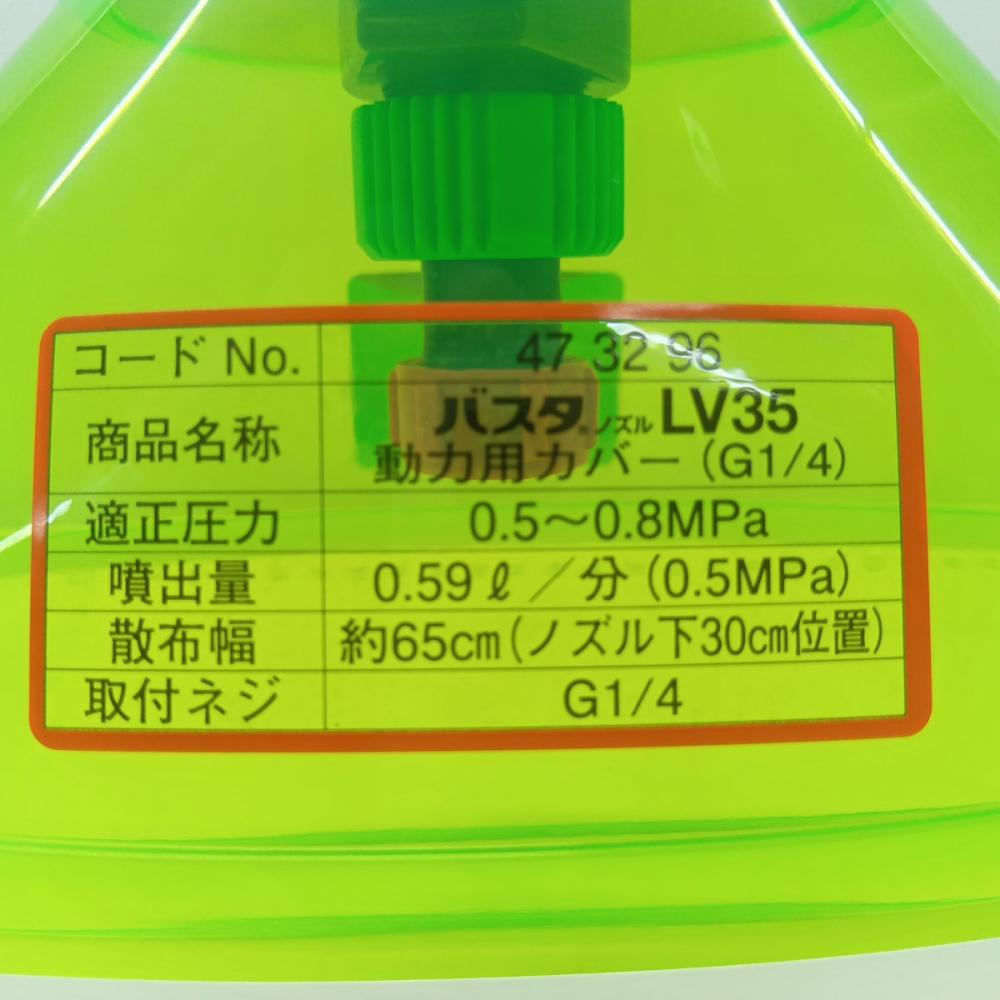 コードNo. 47 32 96
商品名称 バスタ®ノズル LV35
動力用カバー（G1/4）
適正圧力 0.5〜0.8MPa
噴出量 0.59ℓ／分（0.5MPa）
散布幅 約65㎝（ノズル下30㎝位置）
取付ネジ G1/4